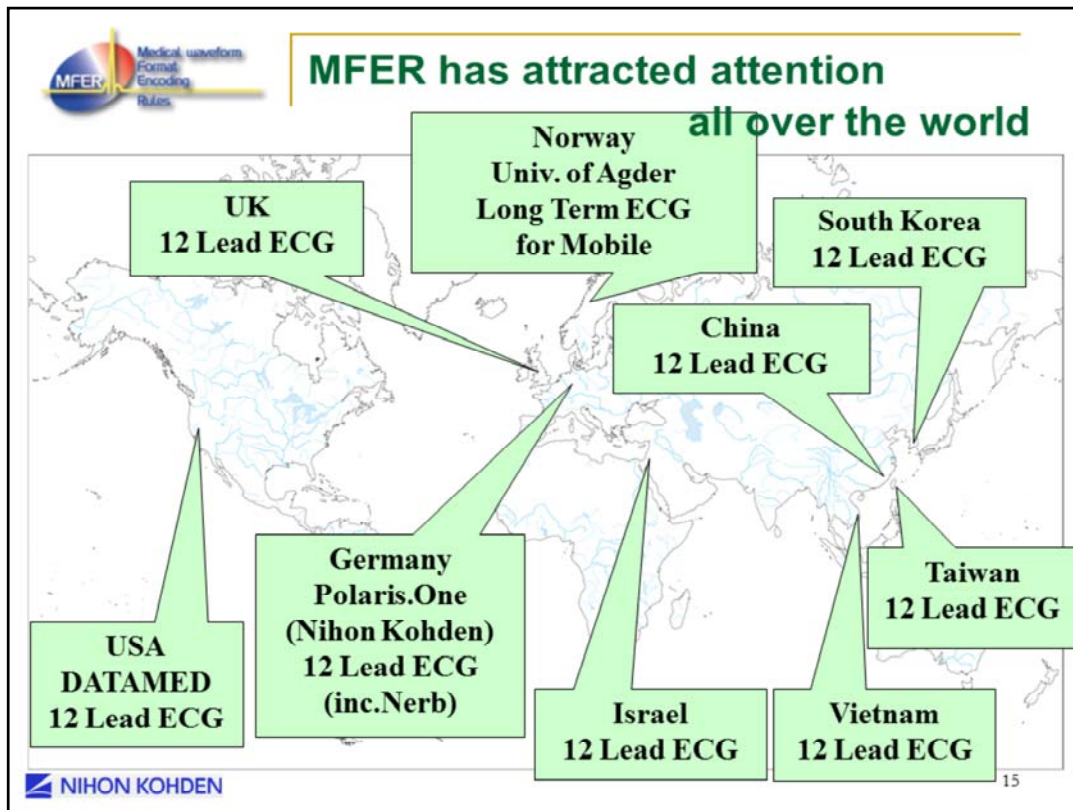 MFER
Medical waveform
Format
Encoding
Rules
MFER has attracted attention
all over the world
Norway
Univ. of Agder
Long Term ECG
for Mobile
UK
12 Lead ECG
South Korea
12 Lead ECG
China
12 Lead ECG
Germany
Polaris.One
(Nihon Kohden)
12 Lead ECG
(inc.Nerb)
Taiwan
12 Lead ECG
USA
DATAMED
12 Lead ECG
Israel
12 Lead ECG
Vietnam
12 Lead ECG
NIHON KOHDEN
15